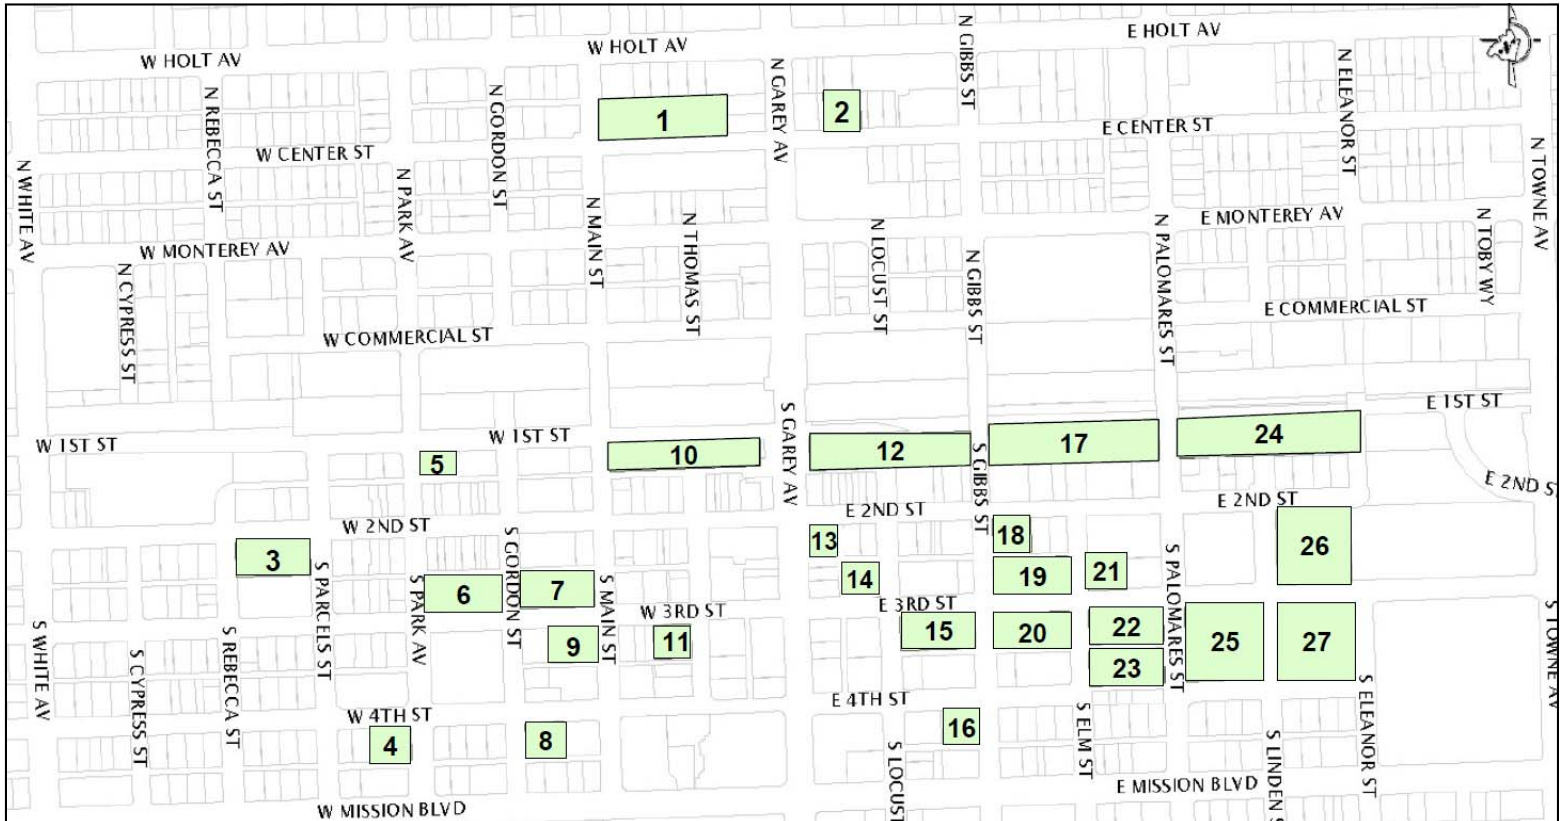 W HOLT AV
W HOLT AV
E HOLT AV
N REBECCA ST
N GORDON ST
N GAREY AV
N GIBBS ST
N ELEANOR ST
1
2
W CENTER ST
E CENTER ST
N WHITE AV
N PARK AV
N MAIN ST
N TOWNE AV
W MONTEREY AV
E MONTEREY AV
N CYPRESS ST
N THOMAS ST
N LOCUST ST
N GIBBS ST
N PALOMARES ST
N TOBY WY
W COMMERCIAL ST
E COMMERCIAL ST
W 1ST ST
W 1ST ST
E 1ST ST
S GAREY AV
S GIBBS ST
5
10
12
17
24
W 2ND ST
E 2ND ST
E 2ND ST
E 2ND S
3
S PARCELS ST
S PARK AV
6
S GORDON ST
7
S MAIN ST
13
14
18
19
21
S PALOMARES ST
26
W 3RD ST
E 3RD ST
S WHITE AV
S CYPRESS ST
S REBECCA ST
9
11
15
20
22
23
25
27
S TOWNE AV
W 4TH ST
E 4TH ST
4
8
16
S LOCUST
S ELM ST
S LINDEN S
S ELEANOR ST
W MISSION BLVD
E MISSION BLVD